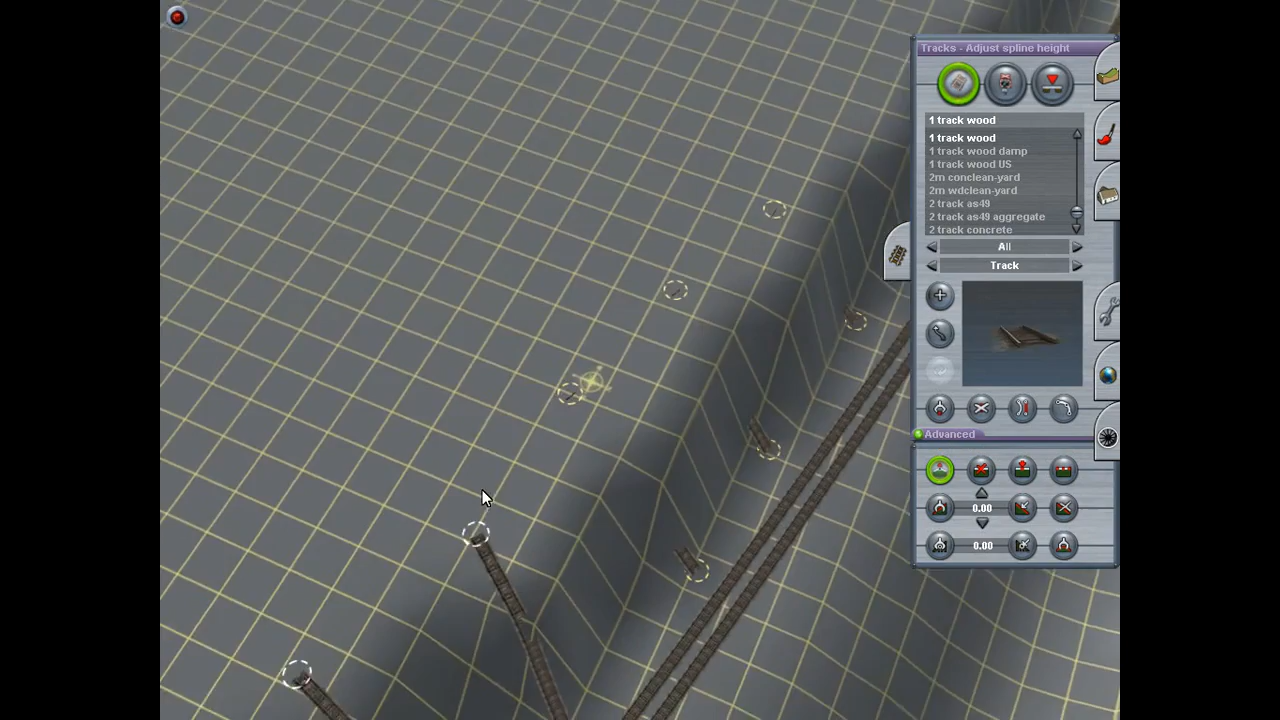 Tracks - Adjust spline height
1 track wood
1 track wood
1 track wood damp
1 track wood US
2m conclean-yard
2m wdclean-yard
2 track as49
2 track as49 aggregate
2 track concrete
All
Track
Advanced
0.00
0.00